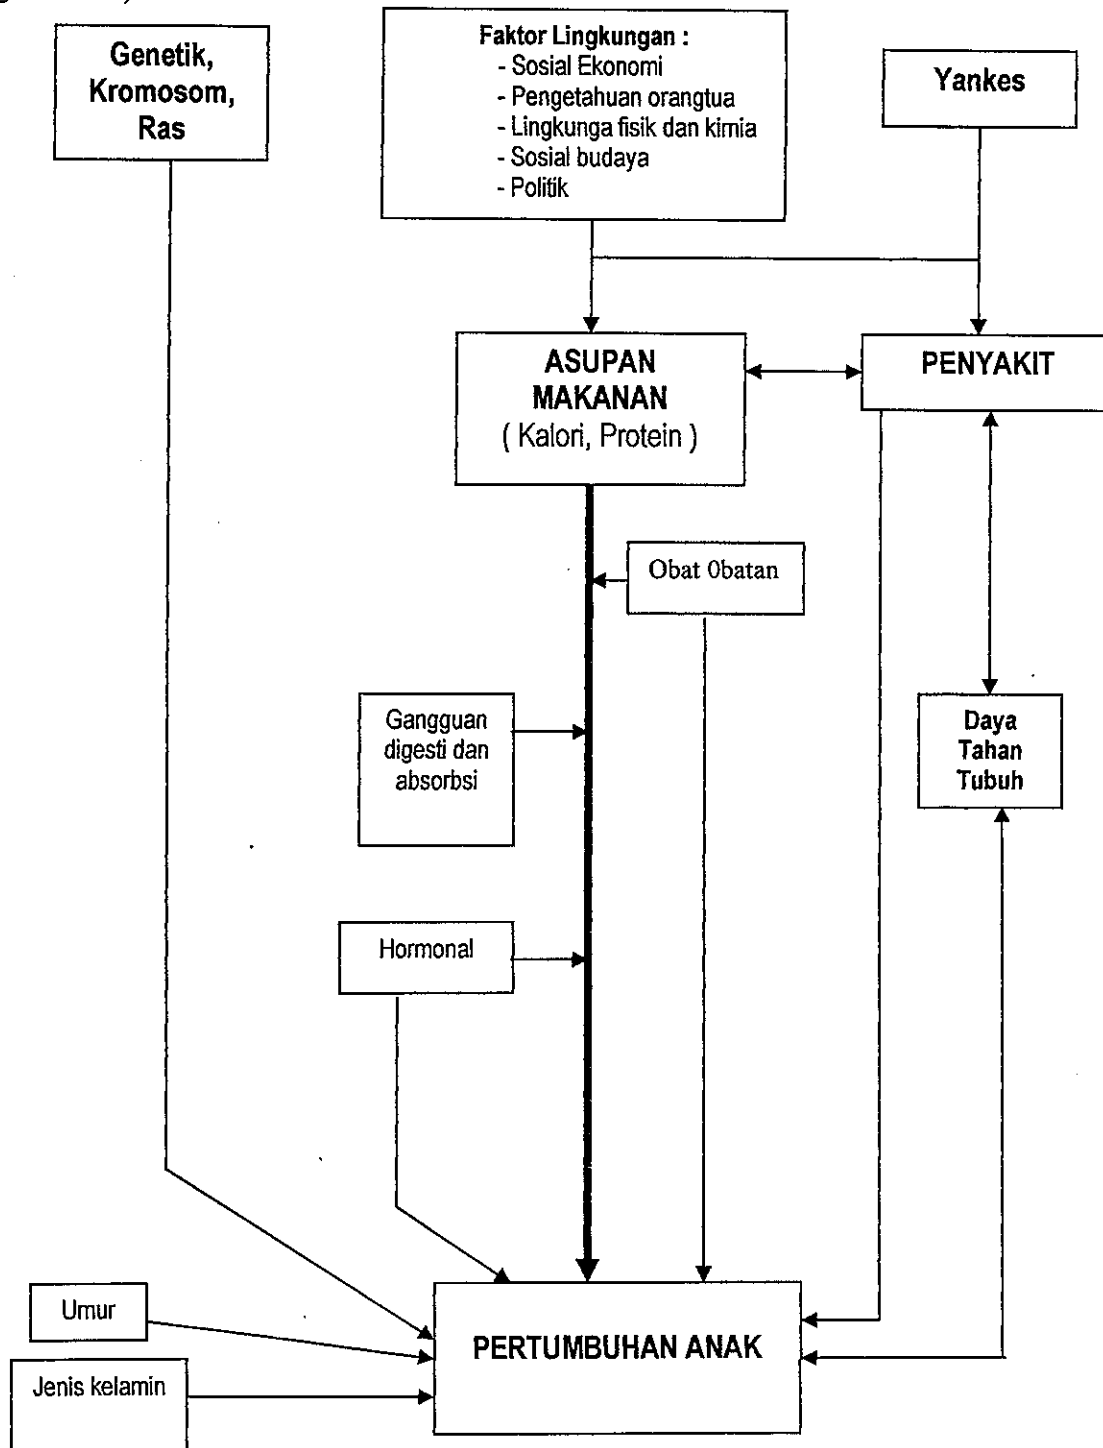 Genetik,
Kromosom,
Ras
Faktor Lingkungan :
- Sosial Ekonomi
- Pengetahuan orangtua
- Lingkunga fisik dan kimia
- Sosial budaya
- Politik
Yankes
ASUPAN
MAKANAN
( Kalori, Protein )
PENYAKIT
Obat 0batan
Gangguan
digesti dan
absorbsi
Daya
Tahan
Tubuh
Hormonal
Umur
PERTUMBUHAN ANAK
Jenis kelamin